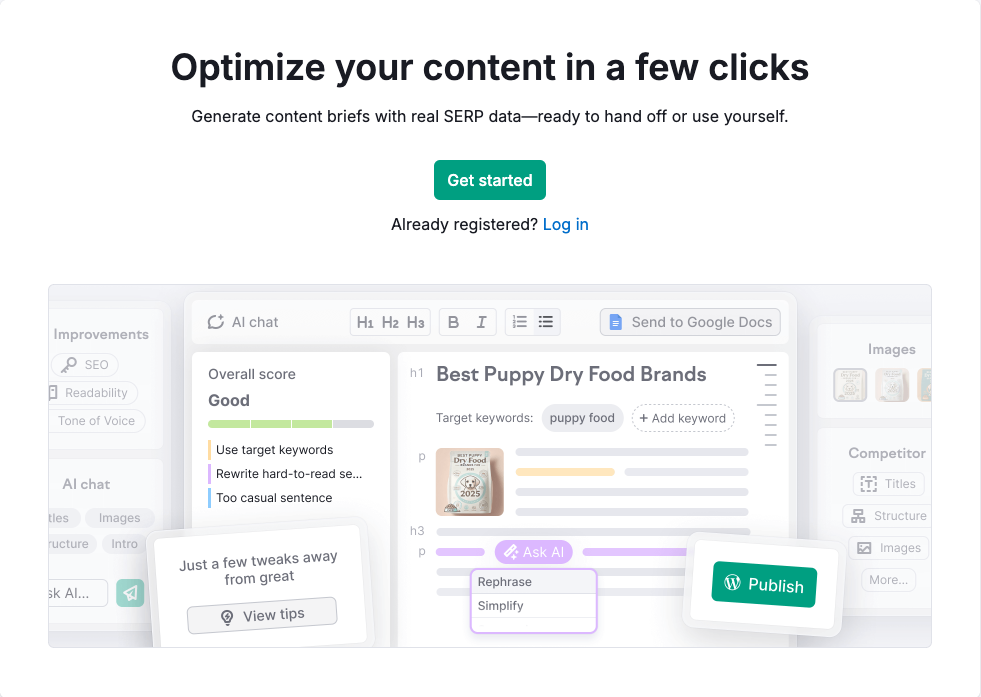 Optimize your content in a few clicks
Generate content briefs with real SERP data—ready to hand off or use yourself.
Get started
Already registered? Log in
Improvements
SEO
Readability
Tone of Voice
AI chat
Images
Intro
AI chat
H1 H2 H3
B I
Send to Google Docs
Overall score
Good
Use target keywords
Rewrite hard-to-read se...
Too casual sentence
Just a few tweaks away
from great
View tips
h1 Best Puppy Dry Food Brands
Target keywords: puppy food + Add keyword
p
BEST PUPPY
Dry Food
2025
h3
p
Ask AI
Rephrase
Simplify
Publish
Images
Competitor
Titles
Structure
Images
More...